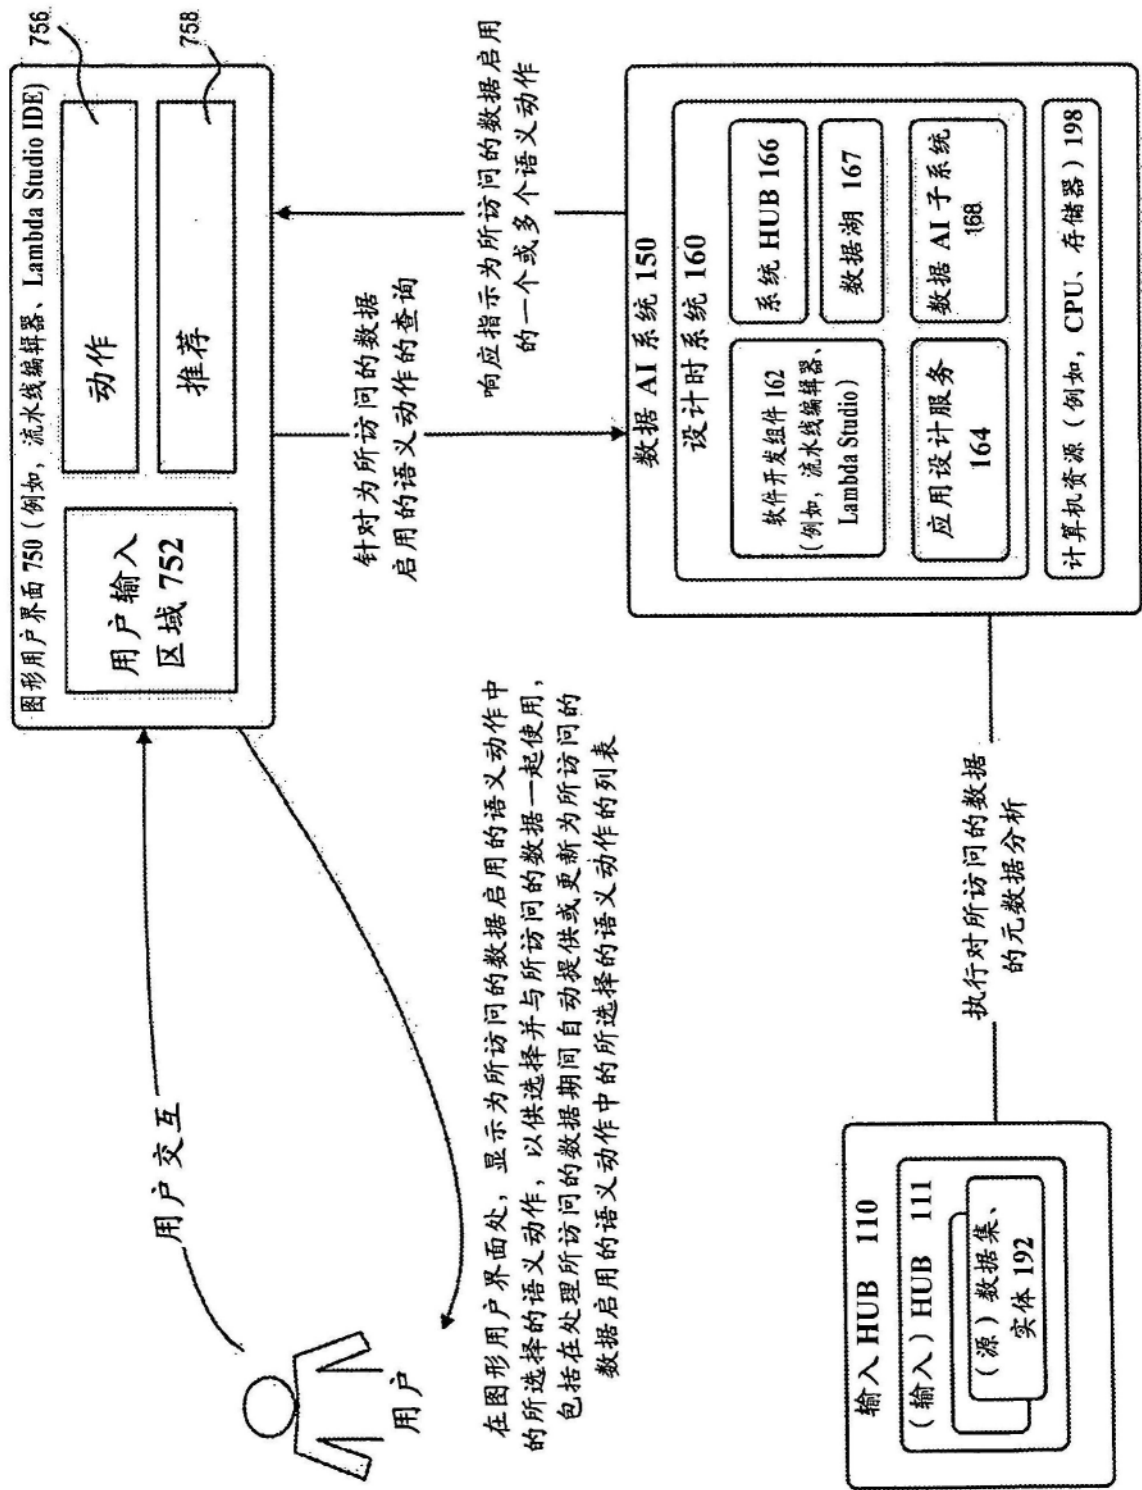 图形用户界面 750 (例如, 流水线编辑器、Lambda Studio IDE)
用户输入
区域 752
动作
推荐
756
758
用户交互
用户
在图形用户界面处, 显示为所访问的数据启用的语义动作中
的所选择的语义动作, 以供选择并与所访问的数据一起使用,
包括在处理所访问的数据期间自动提供或更新为所访问的
数据启用的语义动作中的所选择的语义动作的列表
针对为所访问的数据
启用的语义动作的查询
响应指示为所访问的数据启用
的一个或多个语义动作
数据 AI 系统 150
设计时系统 160
软件开发组件 162
(例如, 流水线编辑器、
Lambda Studio)
系统 HUB 166
数据湖 167
应用设计服务
164
数据 AI 子系统
168
计算机资源 (例如, CPU、存储器) 198
执行对所访问的数据
的元数据分析
输入 HUB 110
(输入) HUB 111
(源) 数据集、
实体 192